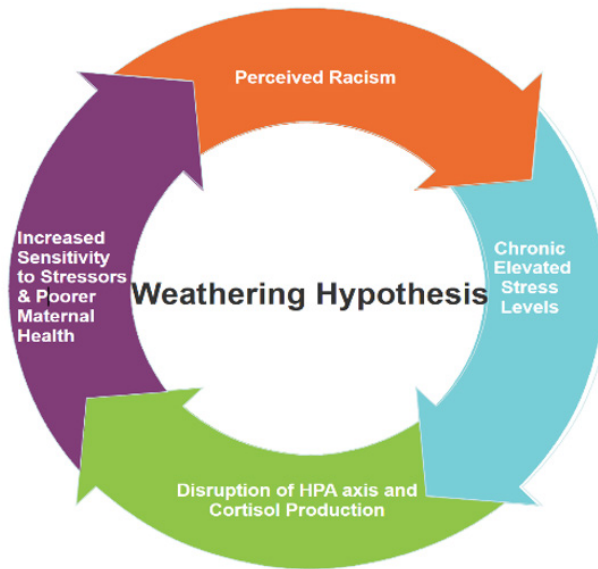 Perceived Racism
Chronic
Elevated
Stress
Levels
Increased
Sensitivity
to Stressors
& Poorer
Maternal
Health
Weathering Hypothesis
Disruption of HPA axis and
Cortisol Production